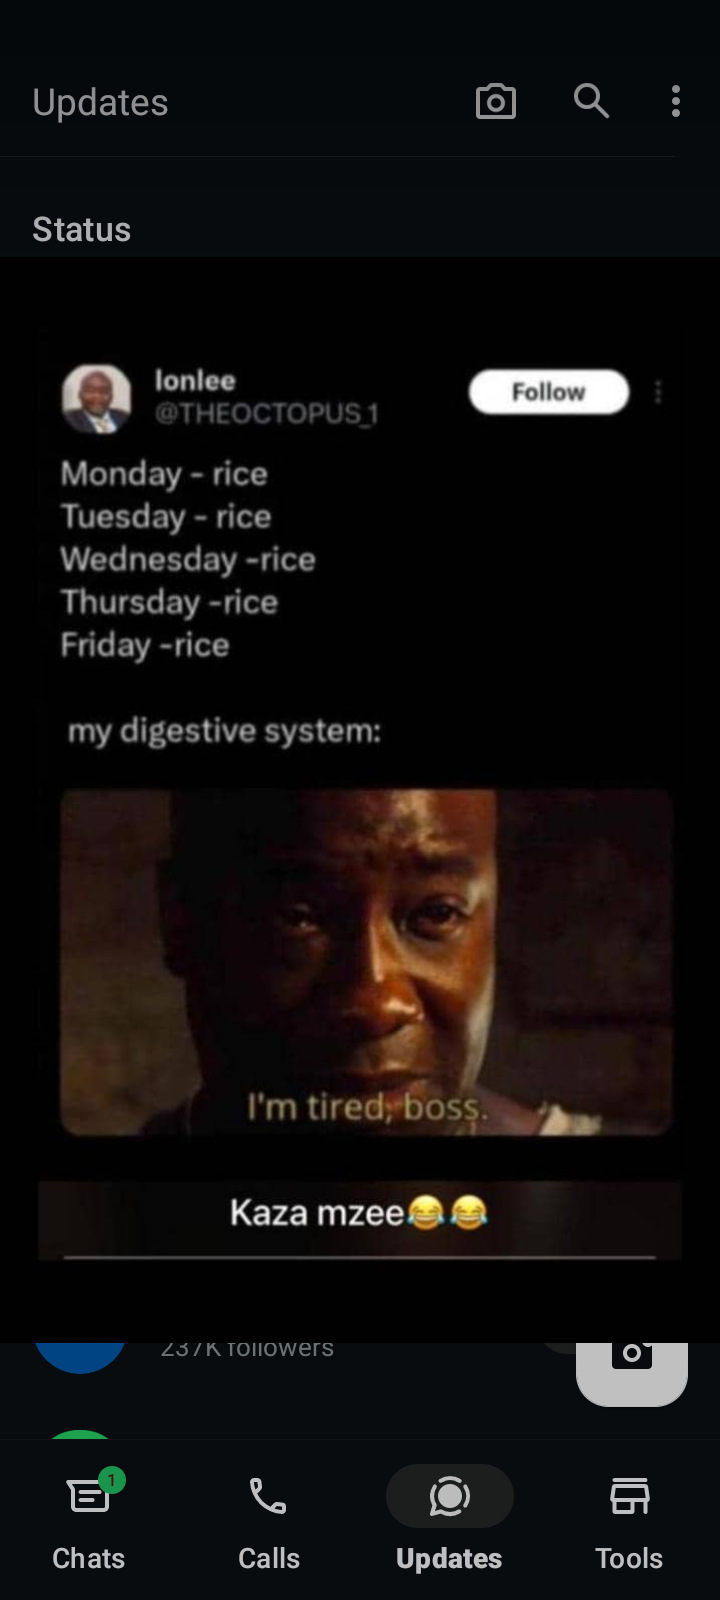 Updates
Status
lonlee
@THEOCTOPUS_1
Follow
Monday - rice
Tuesday - rice
Wednesday -rice
Thursday -rice
Friday -rice
my digestive system:
I'm tired, boss.
Kaza mzee😂😂
237K followers
1
Chats
Calls
Updates
Tools